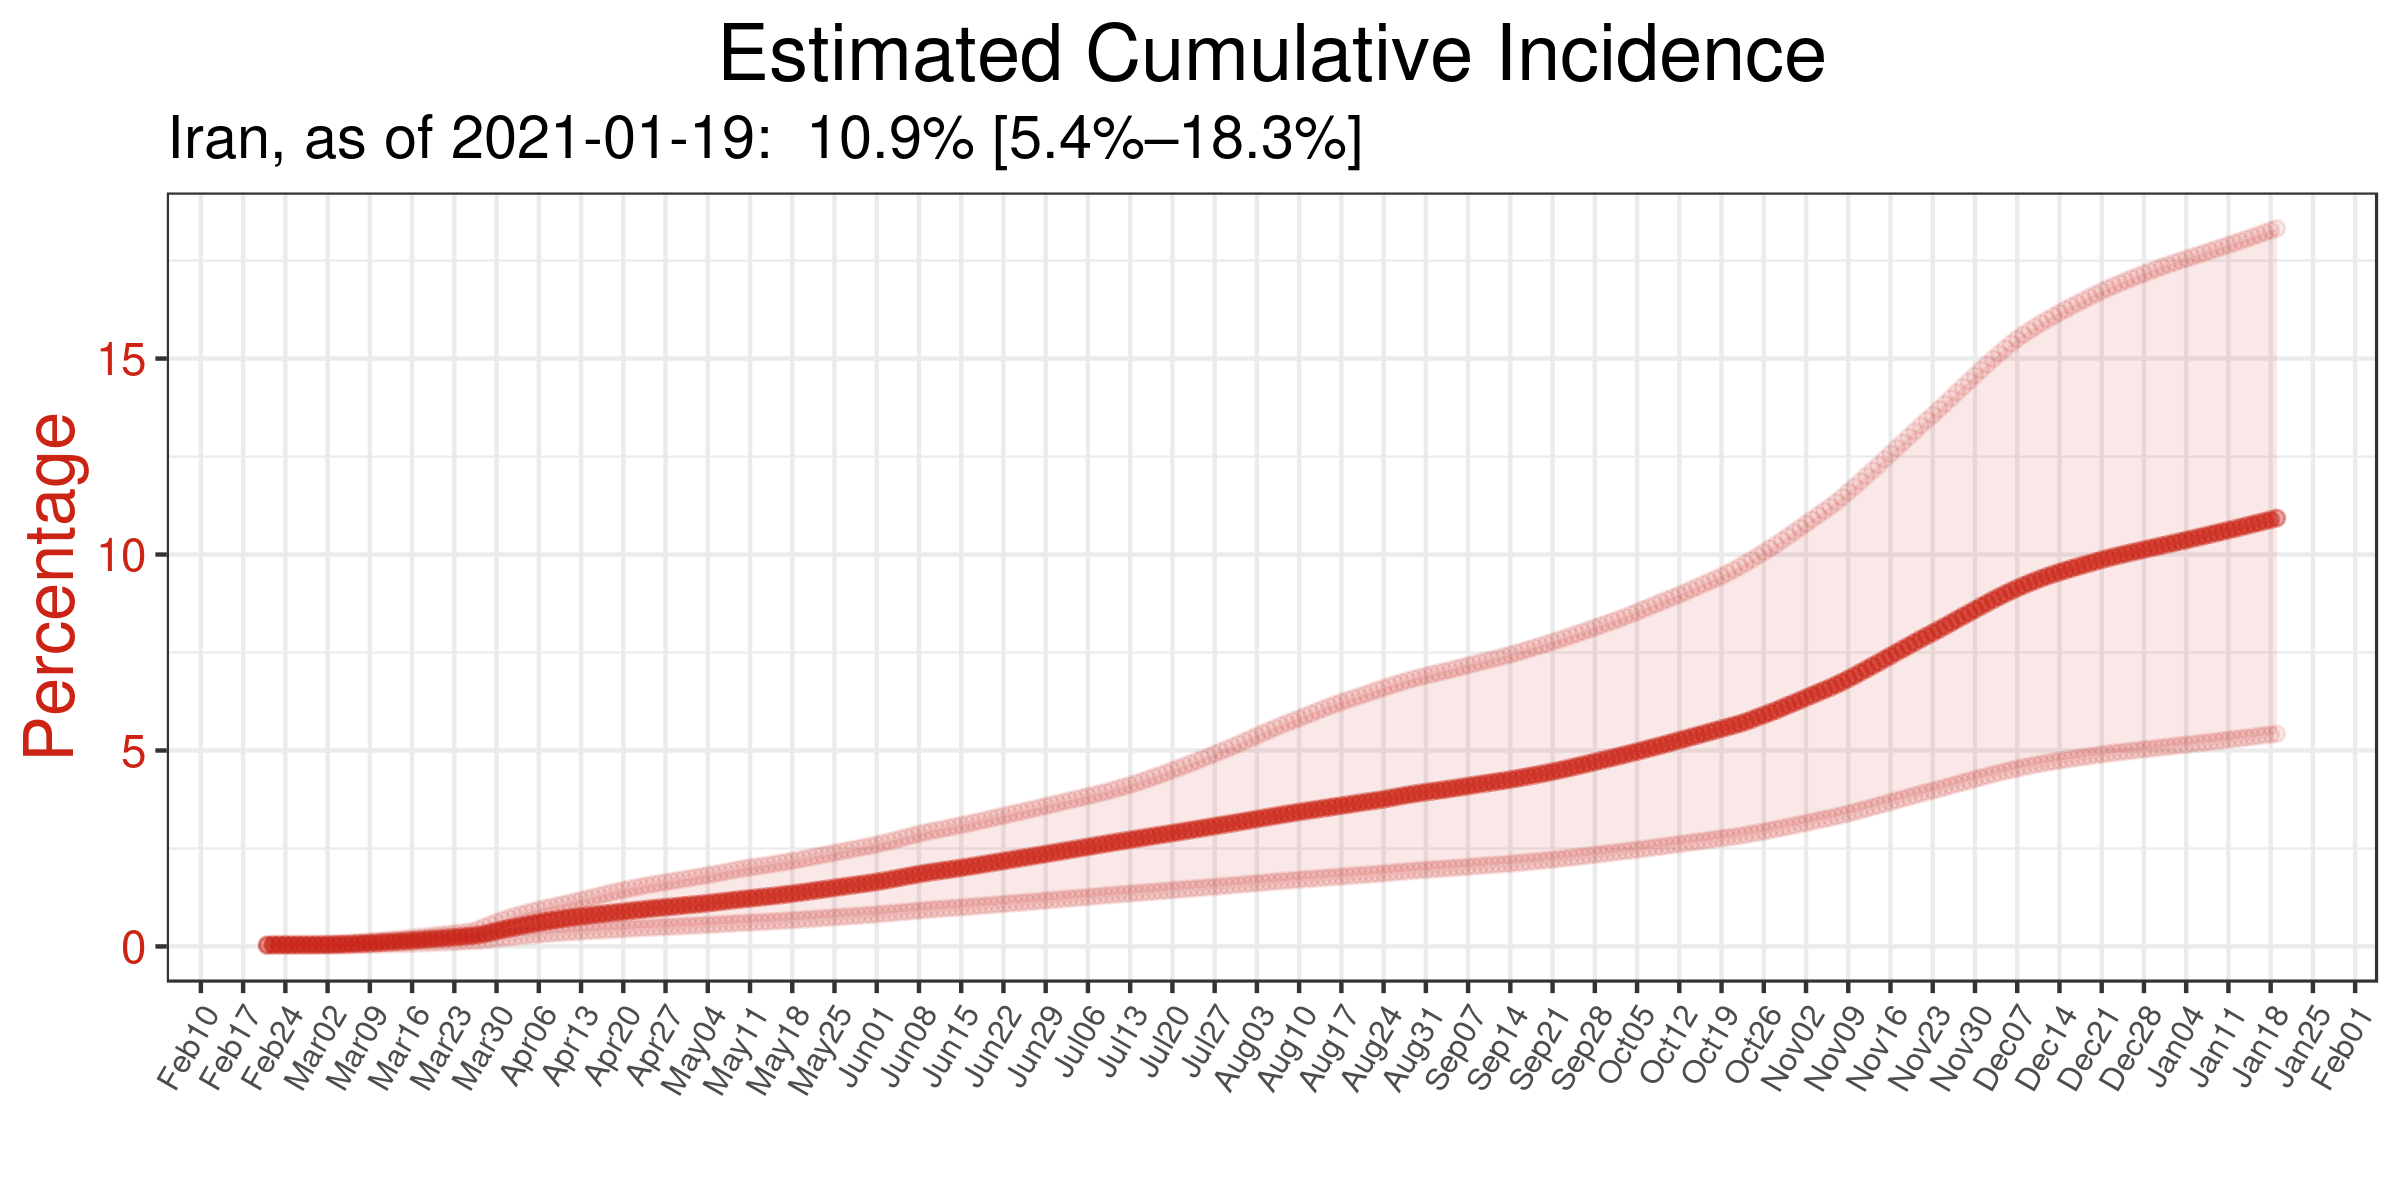 Estimated Cumulative Incidence
Iran, as of 2021-01-19:  10.9% [5.4%–18.3%]
Percentage
15
10
5
0
Feb10
Feb17
Feb24
Mar02
Mar09
Mar16
Mar23
Mar30
Apr06
Apr13
Apr20
Apr27
May04
May11
May18
May25
Jun01
Jun08
Jun15
Jun22
Jun29
Jul06
Jul13
Jul20
Jul27
Aug03
Aug10
Aug17
Aug24
Aug31
Sep07
Sep14
Sep21
Sep28
Oct05
Oct12
Oct19
Oct26
Nov02
Nov09
Nov16
Nov23
Nov30
Dec07
Dec14
Dec21
Dec28
Jan04
Jan11
Jan18
Jan25
Feb01